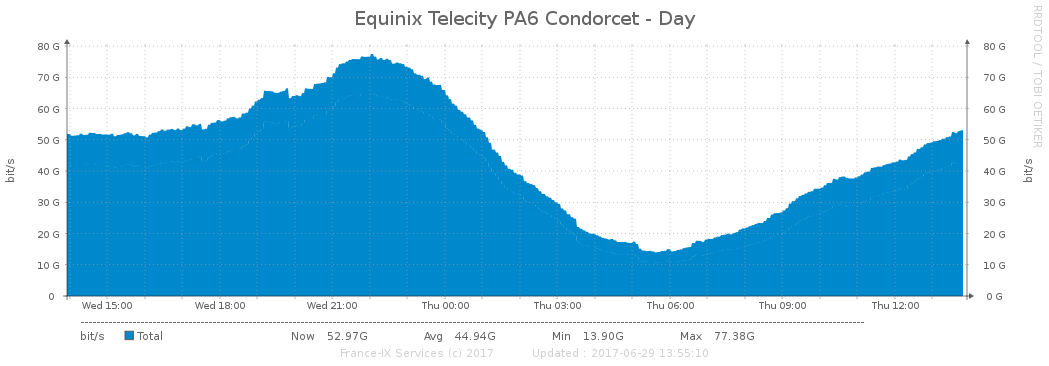 Equinix Telecity PA6 Condorcet - Day
RRDTOOL / TOBI OETIKER
80 G 80 G
70 G 70 G
60 G 60 G
50 G 50 G
40 G 40 G
30 G 30 G
20 G 20 G
10 G 10 G
0 0 G
bit/s bit/s
Wed 15:00 Wed 18:00 Wed 21:00 Thu 00:00 Thu 03:00 Thu 06:00 Thu 09:00 Thu 12:00
bit/s Total Now 52.97G Avg 44.94G Min 13.90G Max 77.38G
France-IX Services (c) 2017 Updated : 2017-06-29 13:55:10